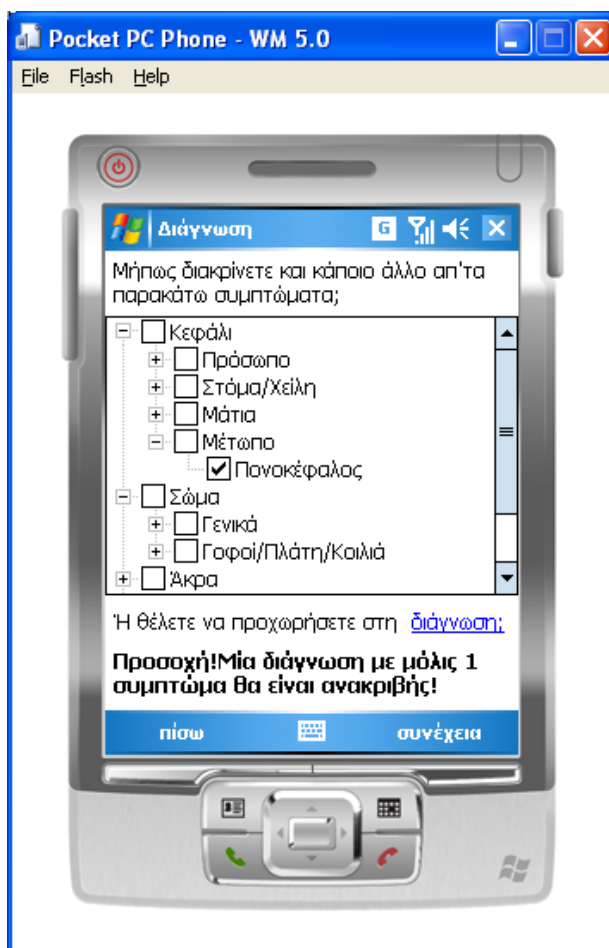 Pocket PC Phone - WM 5.0
File Flash Help
Διάγνωση
G
Μήπως διακρίνετε και κάποιο άλλο απ'τα
παρακάτω συμπτώματα;
Κεφάλι
Πρόσωπο
Στόμα/Χείλη
Μάτια
Μέτωπο
Πονοκέφαλος
Σώμα
Γενικά
Γοφοί/Πλάτη/Κοιλιά
Άκρα
Ή θέλετε να προχωρήσετε στη διάγνωση;
Προσοχή!Μία διάγνωση με μόλις 1
συμπτώμα θα είναι ανακριβής!
πίσω συνέχεια